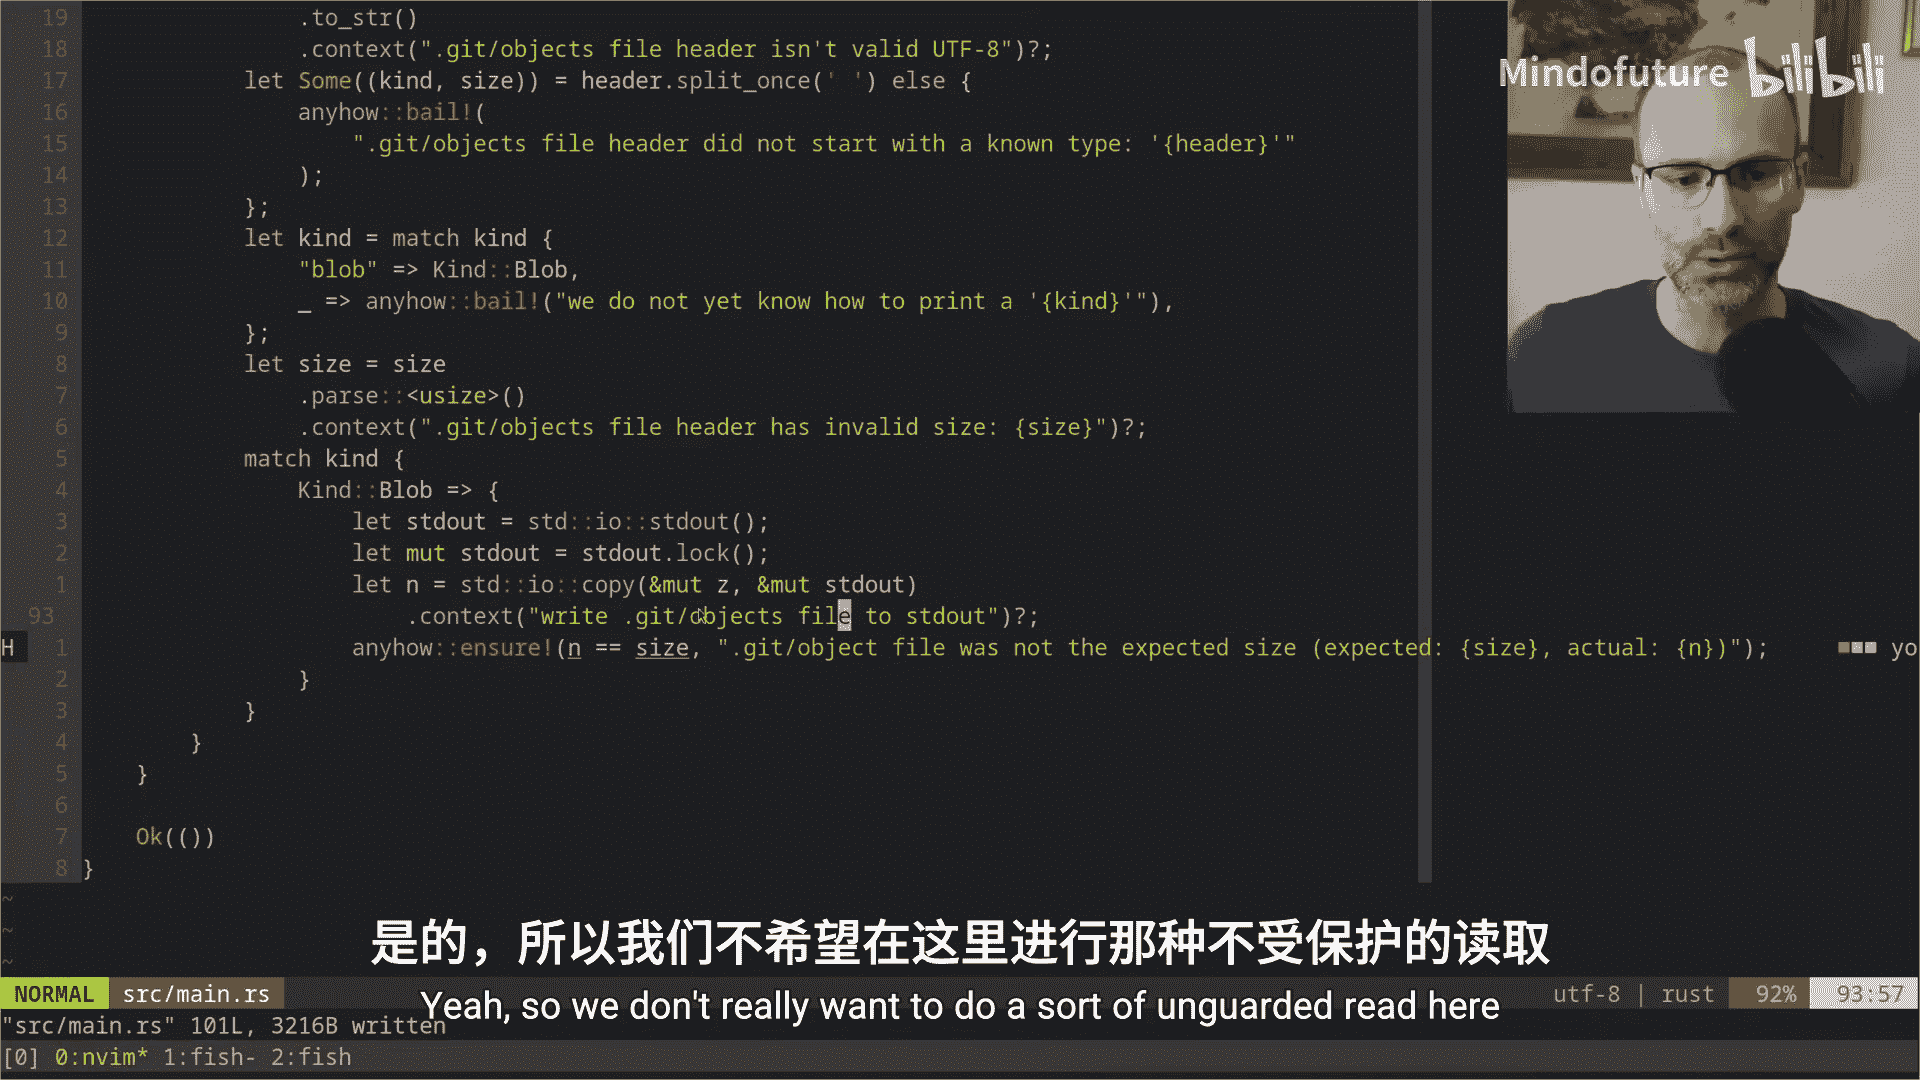 19 .to_str()
18 .context(".git/objects file header isn't valid UTF-8")?;
17 let Some((kind, size)) = header.split_once(' ') else {
16 anyhow::bail!(
15 ".git/objects file header did not start with a known type: '{header}'"
14 );
13 };
12 let kind = match kind {
11 "blob" => Kind::Blob,
10 _ => anyhow::bail!("we do not yet know how to print a '{kind}'"),
9 };
8 let size = size
7 .parse::<usize>()
6 .context(".git/objects file header has invalid size: {size}")?;
5 match kind {
4 Kind::Blob => {
3 let stdout = std::io::stdout();
2 let mut stdout = stdout.lock();
1 let n = std::io::copy(&mut z, &mut stdout)
93 .context("write .git/objects file to stdout")?;
H 1 anyhow::ensure!(n == size, ".git/object file was not the expected size (expected: {size}, actual: {n})"); ■■■ yo
2 }
3 }
4 }
5 }
6
7 Ok(())
8 }
~
~
~
Mindofuture bilibili
是的，所以我们不希望在这里进行那种不受保护的读取
Yeah, so we don't really want to do a sort of unguarded read here
NORMAL src/main.rs utf-8 | rust 92% 93:57
"src/main.rs" 101L, 3216B written
[0] 0:nvim* 1:fish- 2:fish